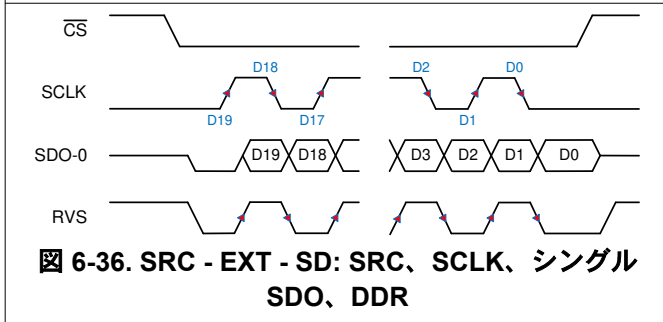 CS
D18 D2 D0
SCLK
D19 D17 D1
SDO-0 D19 D18 D3 D2 D1 D0
RVS
図 6-36. SRC - EXT - SD: SRC、SCLK、シングル
SDO、DDR